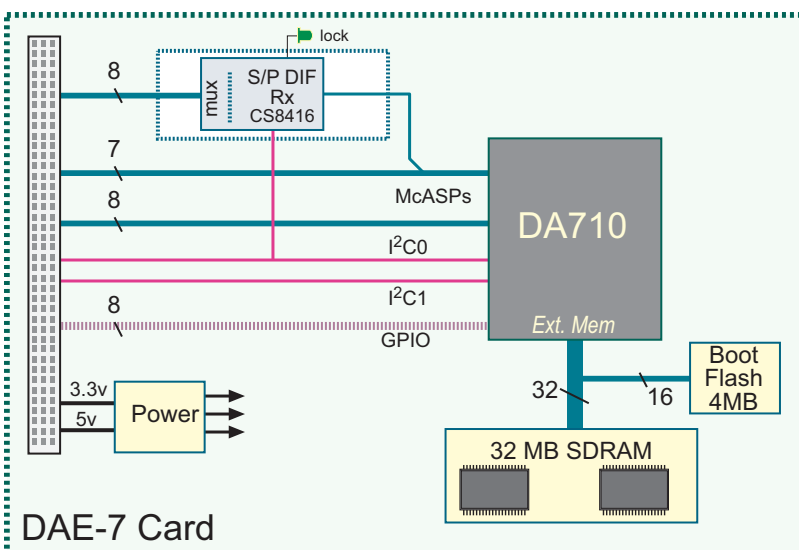 lock
8
mux
S/P DIF
Rx
CS8416
7
McASPs
8
DA710
I²C0
I²C1
8
GPIO
Ext. Mem
Boot
Flash
4MB
32
16
3.3v
5v
Power
32 MB SDRAM
DAE-7 Card